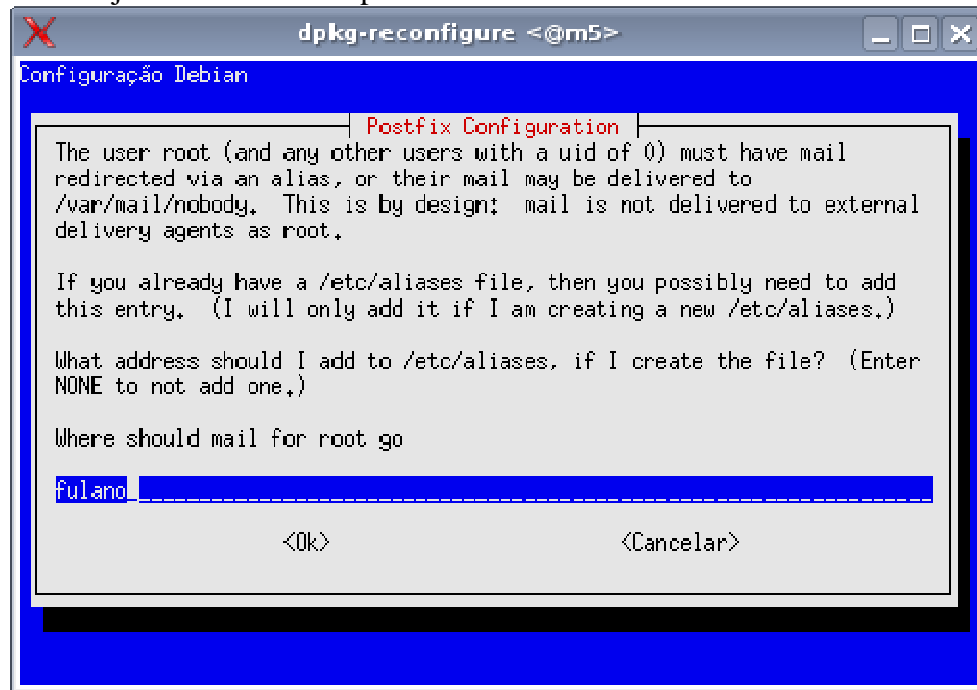 dpkg-reconfigure <@m5>
Configuração Debian
Postfix Configuration
The user root (and any other users with a uid of 0) must have mail
redirected via an alias, or their mail may be delivered to
/var/mail/nobody.  This is by design;  mail is not delivered to external
delivery agents as root.
If you already have a /etc/aliases file, then you possibly need to add
this entry.  (I will only add it if I am creating a new /etc/aliases.)
What address should I add to /etc/aliases, if I create the file?  (Enter
NONE to not add one.)
Where should mail for root go
fulano
<Ok> <Cancelar>